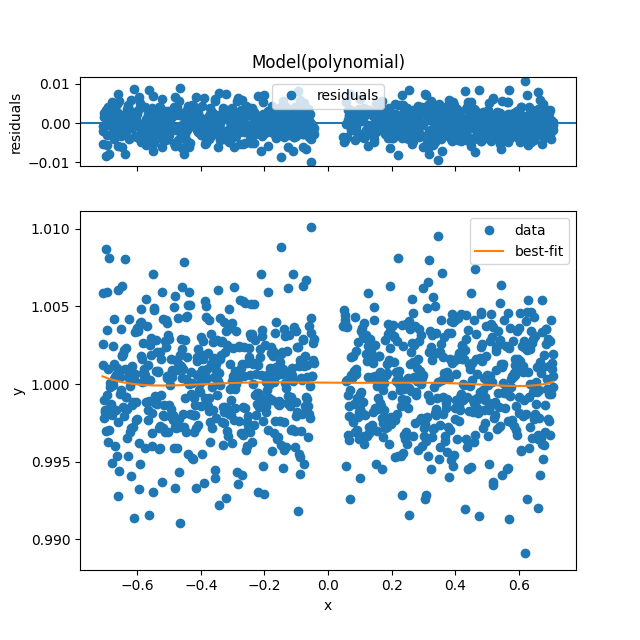 Model(polynomial)
0.01
0.00
−0.01
residuals
residuals
1.010
1.005
1.000
0.995
0.990
y
data
best-fit
−0.6 −0.4 −0.2 0.0 0.2 0.4 0.6
x